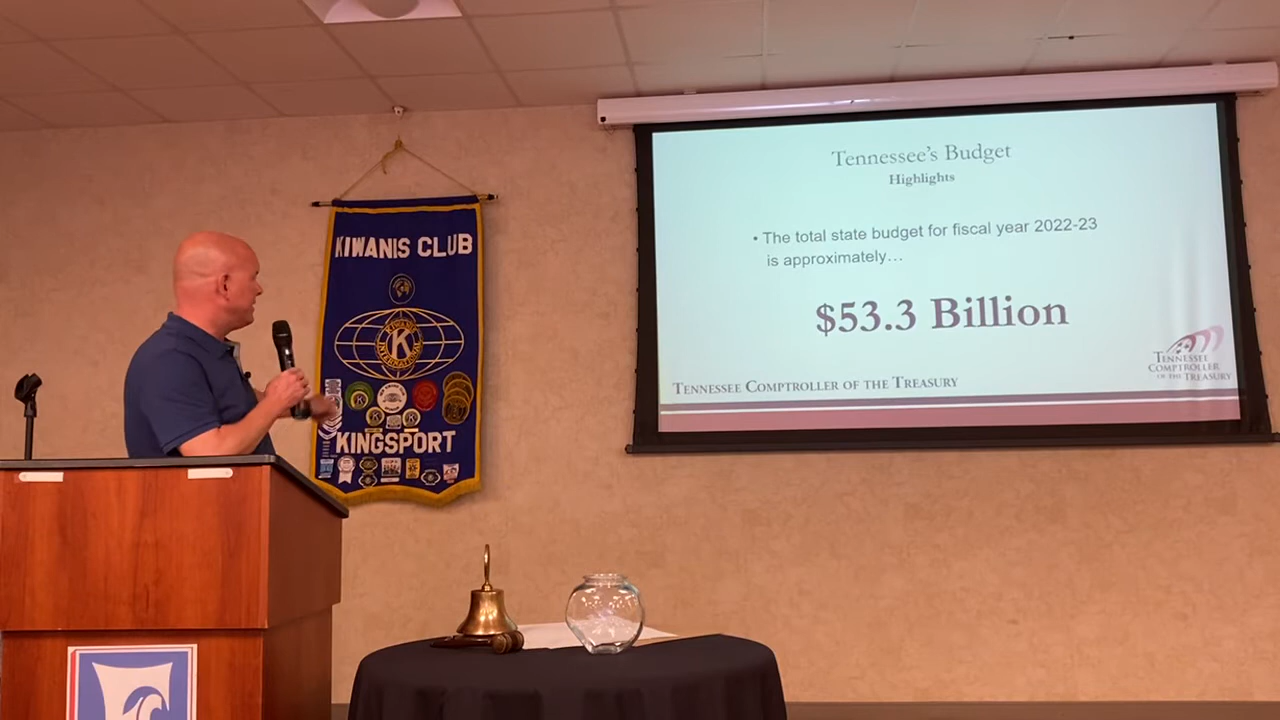 KIWANIS CLUB
KIWANIS
K
INTERNATIONAL
KINGSPORT
Tennessee's Budget
Highlights
• The total state budget for fiscal year 2022-23
is approximately…
$53.3 Billion
TENNESSEE COMPTROLLER OF THE TREASURY
TENNESSEE
COMPTROLLER
OF THE TREASURY